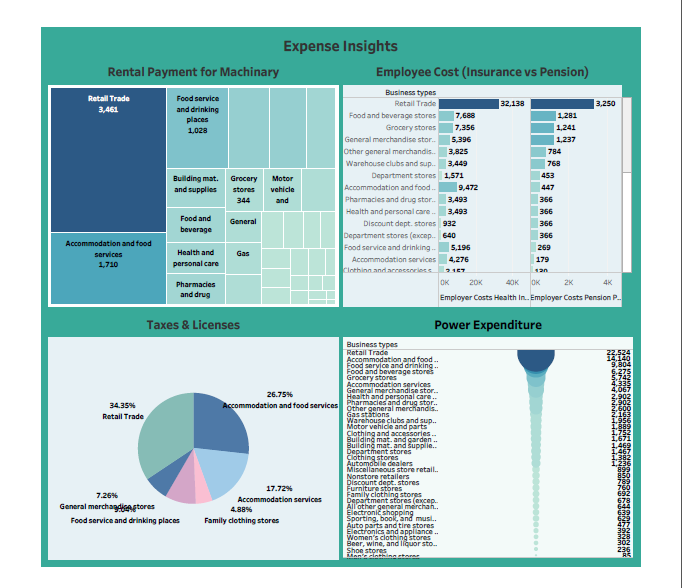 Expense Insights
Rental Payment for Machinary
Retail Trade
3,461
Food service
and drinking
places
1,028
Building mat.
and supplies
Grocery
stores
344
Motor
vehicle
and
Food and
beverage
General
Accommodation and food
services
1,710
Health and
personal care
Gas
Pharmacies
and drug
Employee Cost (Insurance vs Pension)
Business types
Retail Trade 32,138 3,250
Food and beverage stores 7,688 1,281
Grocery stores 7,356 1,241
General merchandise stor.. 5,396 1,237
Other general merchandis.. 3,825 784
Warehouse clubs and sup.. 3,449 768
Department stores 1,571 453
Accommodation and food .. 9,472 447
Pharmacies and drug stor.. 3,493 366
Health and personal care .. 3,493 366
Discount dept. stores 932 366
Department stores (excep.. 640 366
Food service and drinking .. 5,196 269
Accommodation services 4,276 179
Clothing and accessories s.. 2,157 130
0K 20K 40K 0K 2K 4K
Employer Costs Health In.. Employer Costs Pension P..
Taxes & Licenses
26.75%
Accommodation and food services
34.35%
Retail Trade
17.72%
Accommodation services
7.26%
General merchandise stores
4.88%
Food service and drinking places
Family clothing stores
Power Expenditure
Business types
Retail Trade 22,524
Accommodation and food .. 14,140
Food service and drinking .. 9,804
Food and beverage stores 6,275
Grocery stores 5,742
Accommodation services 4,335
General merchandise stor.. 4,067
Health and personal care .. 2,902
Pharmacies and drug stor.. 2,902
Other general merchandis.. 2,600
Gas stations 2,163
Warehouse clubs and sup.. 1,956
Motor vehicle and parts 1,889
Clothing and accessories .. 1,752
Building mat. and garden .. 1,671
Building mat. and supplie.. 1,469
Department stores 1,467
Clothing stores 1,382
Automobile dealers 1,236
Miscellaneous store retail.. 899
Nonstore retailers 850
Discount dept. stores 789
Furniture stores 760
Family clothing stores 692
Department stores (excep.. 678
All other general merchan.. 644
Electronic shopping 639
Sporting, book, and musi.. 629
Auto parts and tire stores 477
Electronics and appliance .. 392
Women's clothing stores 328
Beer, wine, and liquor sto.. 302
Shoe stores 236
Men's clothing stores 85